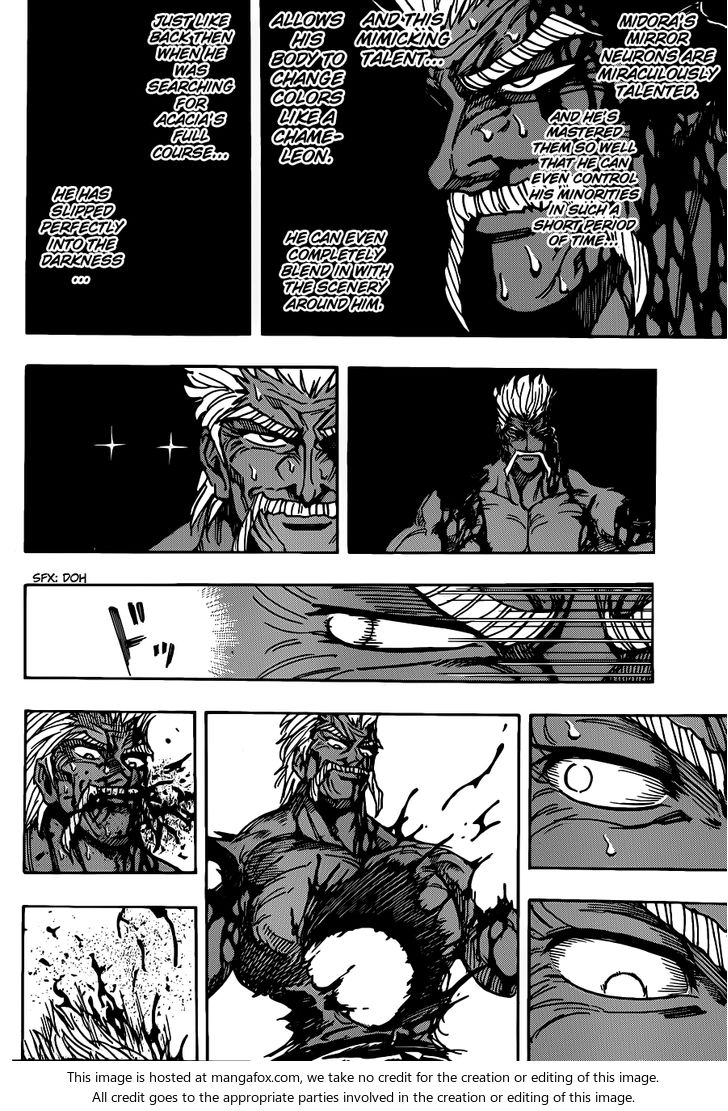 MIDORA'S
MIRROR
NEURONS ARE
MIRACULOUSLY
TALENTED.
AND HE'S
MASTERED
THEM SO WELL
THAT HE CAN
EVEN CONTROL
HIS MINORITIES
IN SUCH A
SHORT PERIOD
OF TIME...
AND THIS
MIMICKING
TALENT...
ALLOWS
HIS
BODY TO
CHANGE
COLORS
LIKE A
CHAME-
LEON.
HE CAN EVEN
COMPLETELY
BLEND IN WITH
THE SCENERY
AROUND HIM.
JUST LIKE
BACK THEN
WHEN HE
WAS
SEARCHING
FOR
ACACIA'S
FULL
COURSE...
HE HAS
SLIPPED
PERFECTLY
INTO THE
DARKNESS
...
SFX: DOH
ドッ
This image is hosted at mangafox.com, we take no credit for the creation or editing of this image.
All credit goes to the appropriate parties involved in the creation or editing of this image.